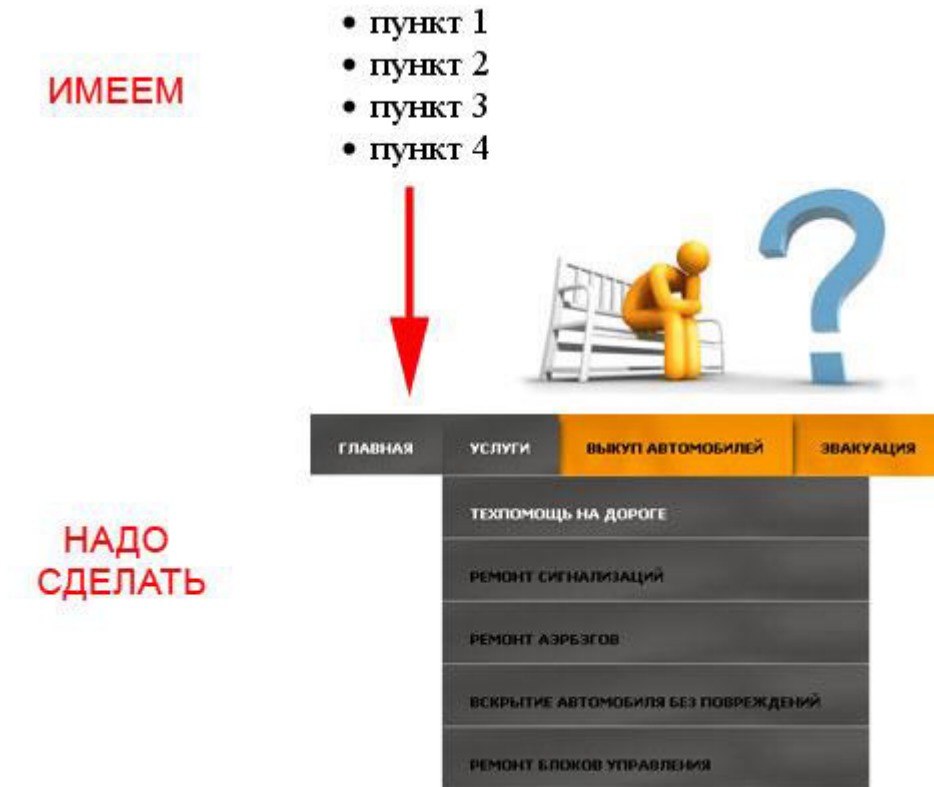 • пункт 1
• пункт 2
• пункт 3
• пункт 4
ИМЕЕМ
?
ГЛАВНАЯ УСЛУГИ ВЫКУП АВТОМОБИЛЕЙ ЭВАКУАЦИЯ
НАДО
СДЕЛАТЬ
ТЕХПОМОЩЬ НА ДОРОГЕ
РЕМОНТ СИГНАЛИЗАЦИЙ
РЕМОНТ АЭРБЭГОВ
ВСКРЫТИЕ АВТОМОБИЛЯ БЕЗ ПОВРЕЖДЕНИЙ
РЕМОНТ БЛОКОВ УПРАВЛЕНИЯ